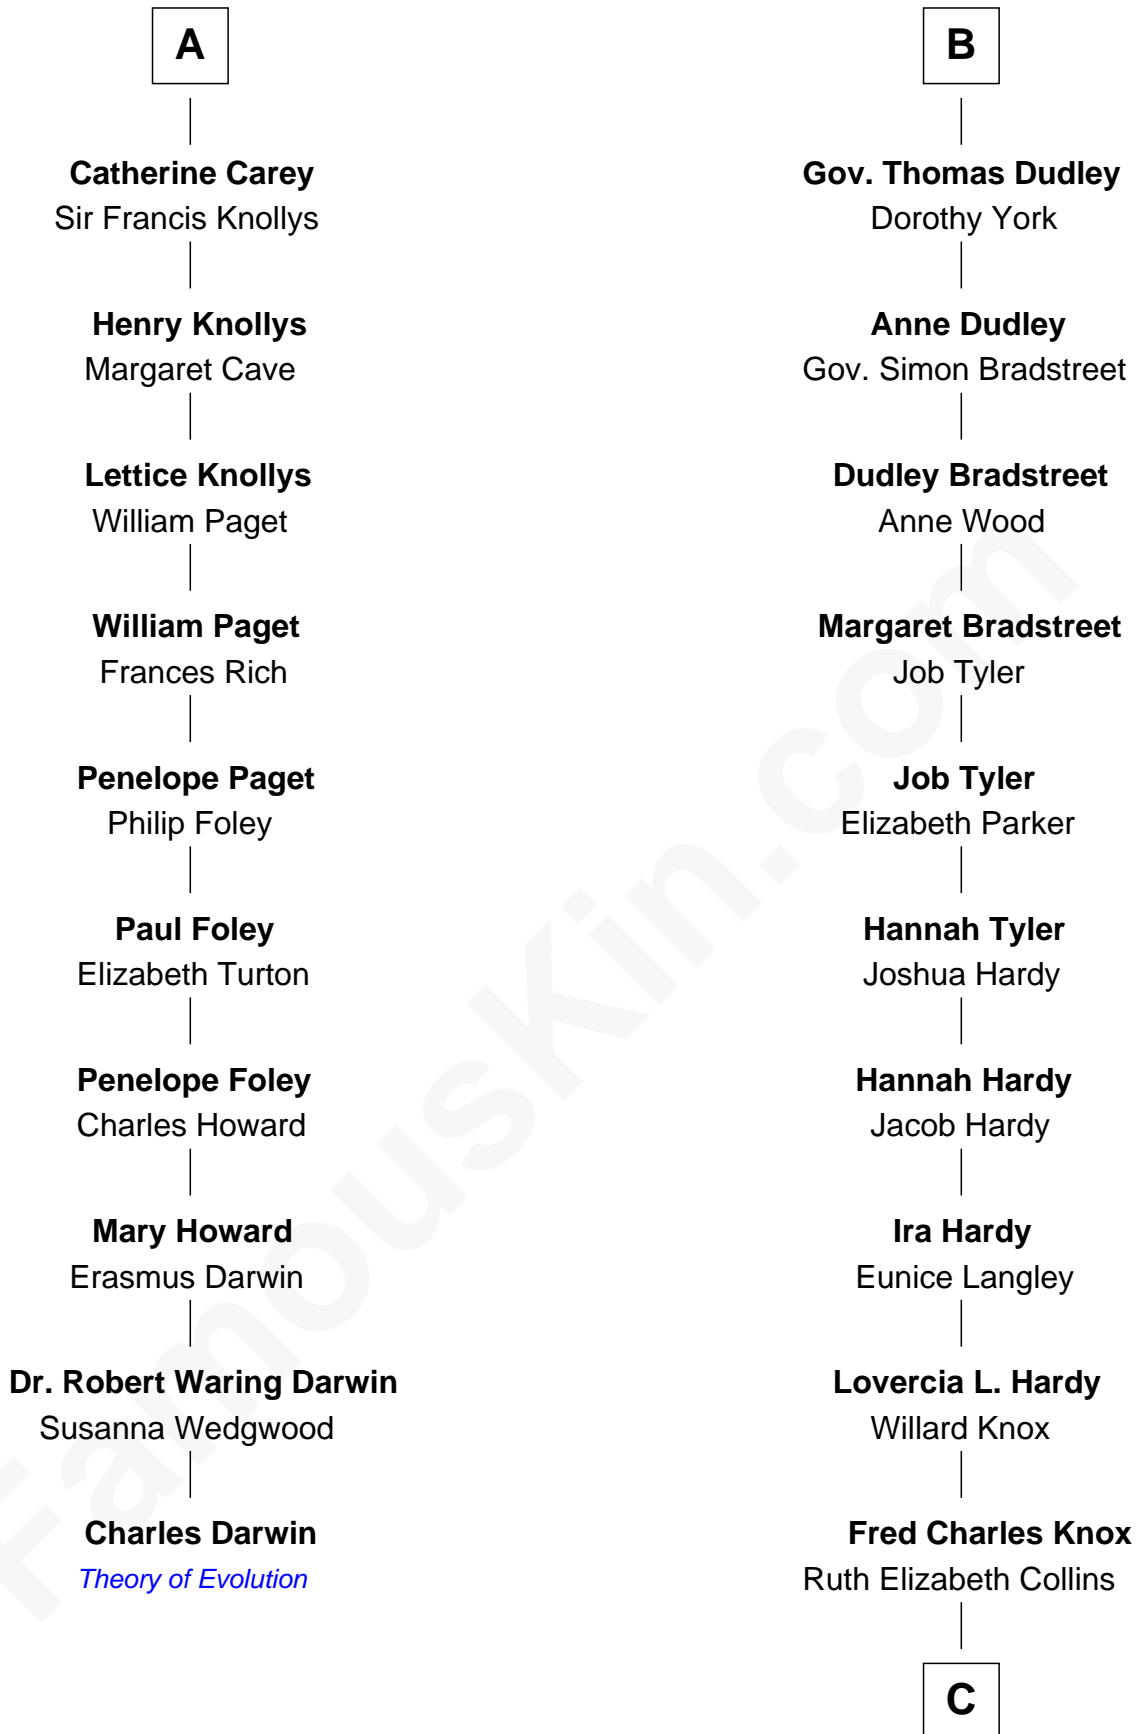 A
Catherine Carey
Sir Francis Knollys
Henry Knollys
Margaret Cave
Lettice Knollys
William Paget
William Paget
Frances Rich
Penelope Paget
Philip Foley
Paul Foley
Elizabeth Turton
Penelope Foley
Charles Howard
Mary Howard
Erasmus Darwin
Dr. Robert Waring Darwin
Susanna Wedgwood
Charles Darwin
Theory of Evolution
B
Gov. Thomas Dudley
Dorothy York
Anne Dudley
Gov. Simon Bradstreet
Dudley Bradstreet
Anne Wood
Margaret Bradstreet
Job Tyler
Job Tyler
Elizabeth Parker
Hannah Tyler
Joshua Hardy
Hannah Hardy
Jacob Hardy
Ira Hardy
Eunice Langley
Lovercia L. Hardy
Willard Knox
Fred Charles Knox
Ruth Elizabeth Collins
C
FamousKin.com